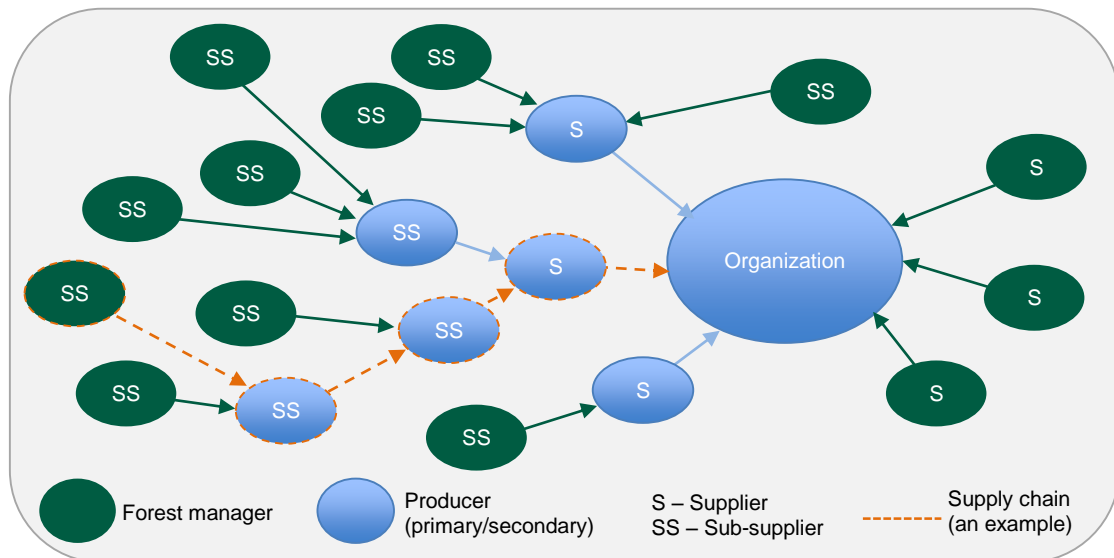 SS
SS
SS
SS
S
S
SS
SS
SS
S
Organization
SS
S
SS
SS
S
SS
S
S
SS
SS
Forest manager
Producer
(primary/secondary)
S – Supplier
SS – Sub-supplier
Supply chain
(an example)